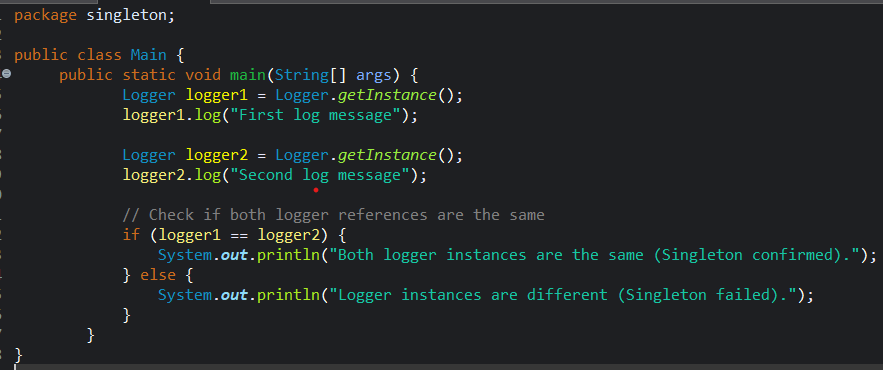 package singleton;
public class Main {
public static void main(String[] args) {
Logger logger1 = Logger.getInstance();
logger1.log("First log message");
Logger logger2 = Logger.getInstance();
logger2.log("Second log message");
// Check if both logger references are the same
if (logger1 == logger2) {
System.out.println("Both logger instances are the same (Singleton confirmed).");
} else {
System.out.println("Logger instances are different (Singleton failed).");
}
}
}